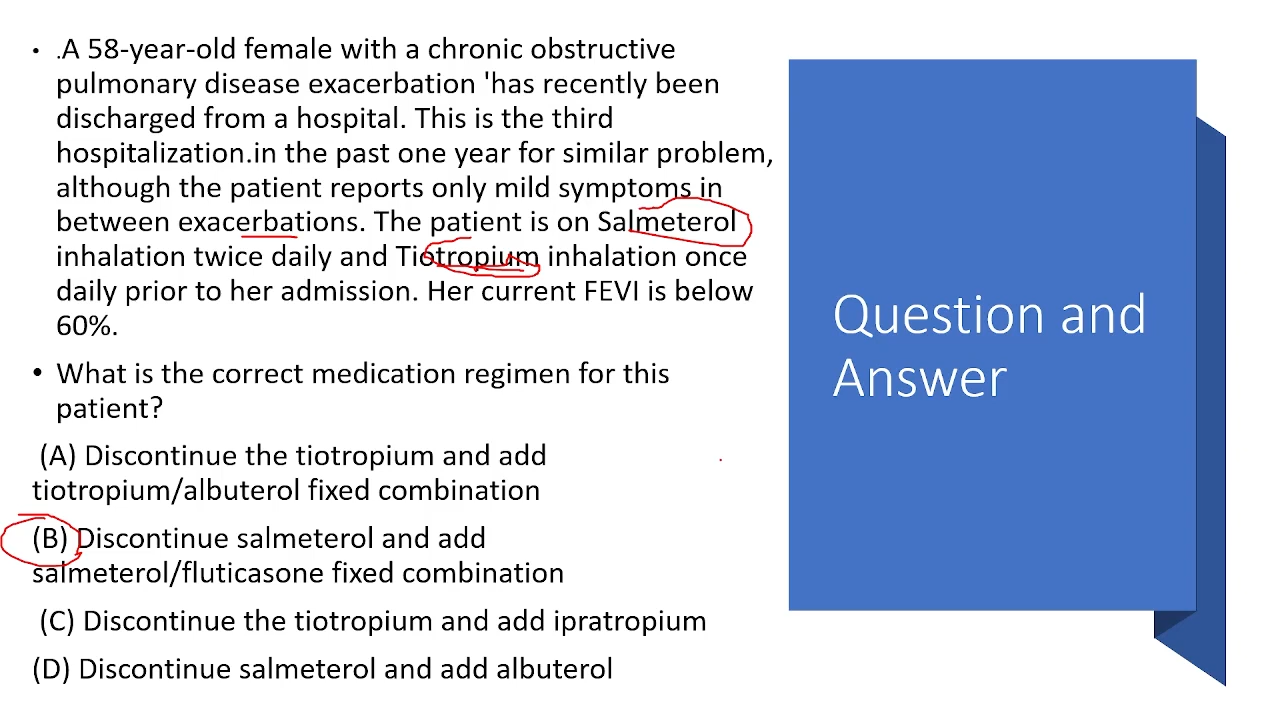 • .A 58-year-old female with a chronic obstructive
pulmonary disease exacerbation 'has recently been
discharged from a hospital. This is the third
hospitalization.in the past one year for similar problem,
although the patient reports only mild symptoms in
between exacerbations. The patient is on Salmeterol
inhalation twice daily and Tiotropium inhalation once
daily prior to her admission. Her current FEVI is below
60%.
• What is the correct medication regimen for this
patient?
(A) Discontinue the tiotropium and add
tiotropium/albuterol fixed combination
(B) Discontinue salmeterol and add
salmeterol/fluticasone fixed combination
(C) Discontinue the tiotropium and add ipratropium
(D) Discontinue salmeterol and add albuterol
Question and
Answer